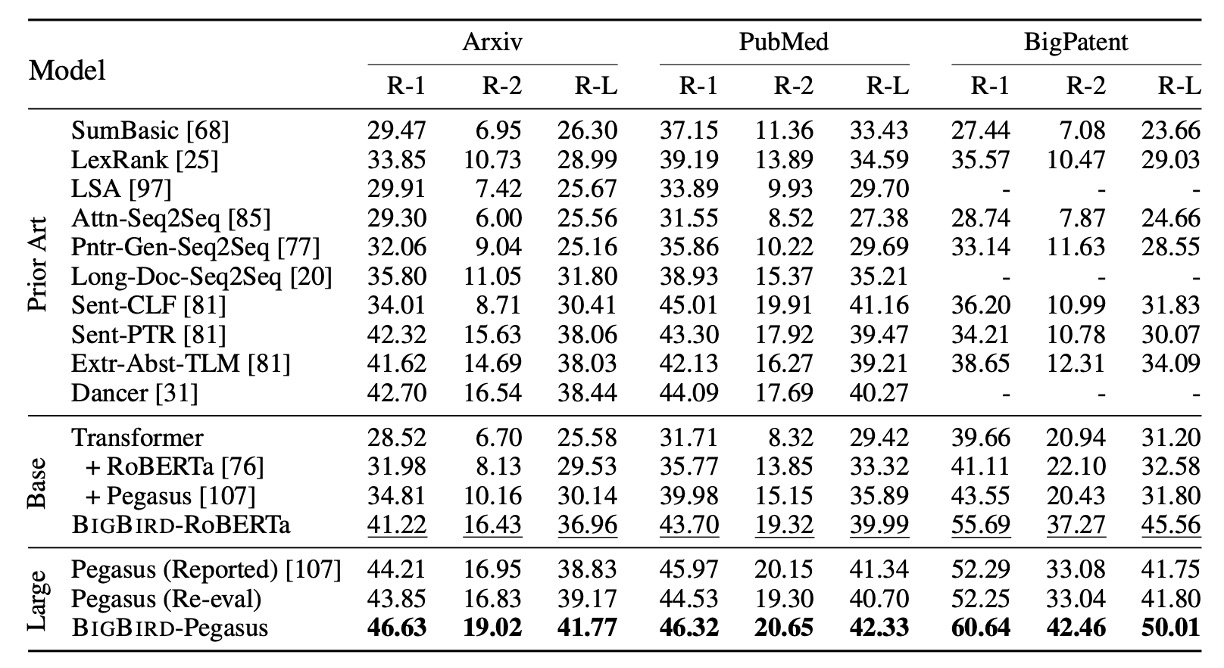 Model Arxiv PubMed BigPatent
R-1 R-2 R-L R-1 R-2 R-L R-1 R-2 R-L
Prior Art
SumBasic [68] 29.47 6.95 26.30 37.15 11.36 33.43 27.44 7.08 23.66
LexRank [25] 33.85 10.73 28.99 39.19 13.89 34.59 35.57 10.47 29.03
LSA [97] 29.91 7.42 25.67 33.89 9.93 29.70 - - -
Attn-Seq2Seq [85] 29.30 6.00 25.56 31.55 8.52 27.38 28.74 7.87 24.66
Pntr-Gen-Seq2Seq [77] 32.06 9.04 25.16 35.86 10.22 29.69 33.14 11.63 28.55
Long-Doc-Seq2Seq [20] 35.80 11.05 31.80 38.93 15.37 35.21 - - -
Sent-CLF [81] 34.01 8.71 30.41 45.01 19.91 41.16 36.20 10.99 31.83
Sent-PTR [81] 42.32 15.63 38.06 43.30 17.92 39.47 34.21 10.78 30.07
Extr-Abst-TLM [81] 41.62 14.69 38.03 42.13 16.27 39.21 38.65 12.31 34.09
Dancer [31] 42.70 16.54 38.44 44.09 17.69 40.27 - - -
Base
Transformer 28.52 6.70 25.58 31.71 8.32 29.42 39.66 20.94 31.20
+ RoBERTa [76] 31.98 8.13 29.53 35.77 13.85 33.32 41.11 22.10 32.58
+ Pegasus [107] 34.81 10.16 30.14 39.98 15.15 35.89 43.55 20.43 31.80
BIGBIRD-RoBERTa 41.22 16.43 36.96 43.70 19.32 39.99 55.69 37.27 45.56
Large
Pegasus (Reported) [107] 44.21 16.95 38.83 45.97 20.15 41.34 52.29 33.08 41.75
Pegasus (Re-eval) 43.85 16.83 39.17 44.53 19.30 40.70 52.25 33.04 41.80
BIGBIRD-Pegasus 46.63 19.02 41.77 46.32 20.65 42.33 60.64 42.46 50.01